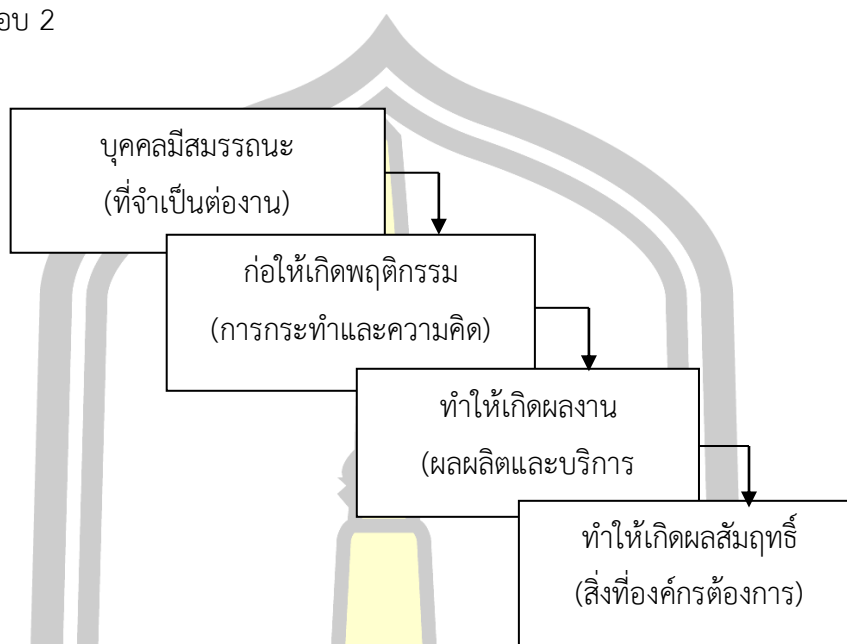 อบ 2
บุคคลมีสมรรถนะ
(ที่จำเป็นต่องาน)
ก่อให้เกิดพฤติกรรม
(การกระทำและความคิด)
ทำให้เกิดผลงาน
(ผลผลิตและบริการ
ทำให้เกิดผลสัมฤทธิ์
(สิ่งที่องค์กรต้องการ)